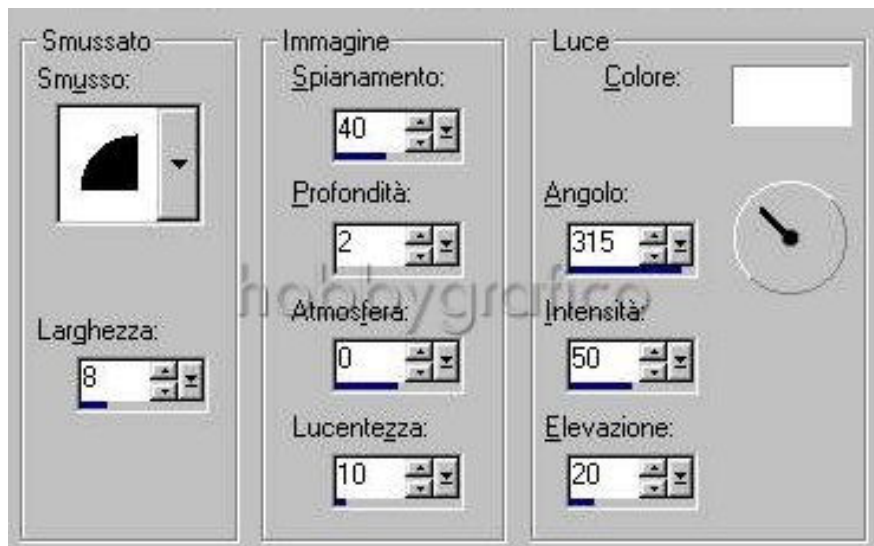 Smussato
Smusso:
Larghezza:
8
Immagine
Spianamento:
40
Profondità:
2
Atmosfera:
0
Lucentezza:
10
Luce
Colore:
Angolo:
315
Intensità:
50
Elevazione:
20
hobbygrafico